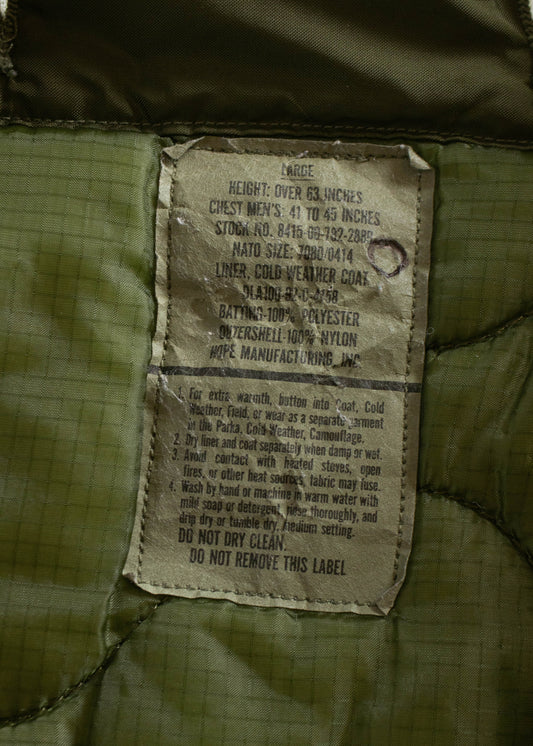 LARGE
HEIGHT: OVER 63 INCHES
CHEST MEN'S: 41 TO 45 INCHES
STOCK NO. 8415-00-782-2889
NATO SIZE: 7080/0414
LINER, COLD WEATHER COAT
DLA100-92-C-4158
BATTING-100% POLYESTER
OUTERSHELL-100% NYLON
HOPE MANUFACTURING, INC.
1. For extra warmth, button into Coat, Cold
Weather, Field, or wear as a separate garment
in the Parka, Cold Weather, Camouflage.
2. Dry liner and coat separately when damp or wet.
3. Avoid contact with heated stoves, open
fires, or other heat sources; fabric may fuse.
4. Wash by hand or machine in warm water with
mild soap or detergent, rinse thoroughly, and
drip dry or tumble dry, medium setting.
DO NOT DRY CLEAN.
DO NOT REMOVE THIS LABEL